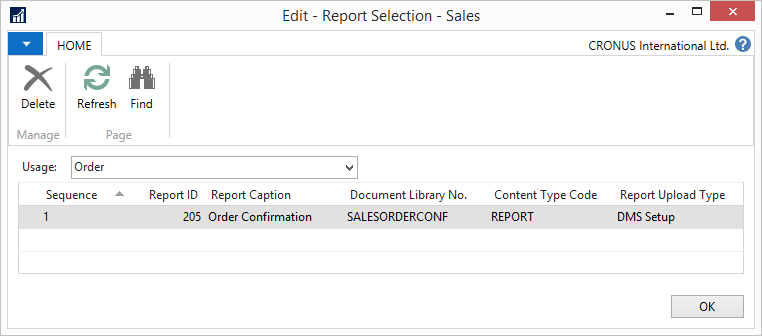 Edit - Report Selection - Sales
HOME
CRONUS International Ltd. ?
Delete Refresh Find
Manage Page
Usage: Order
Sequence Report ID Report Caption Document Library No. Content Type Code Report Upload Type
1 205 Order Confirmation SALESORDERCONF REPORT DMS Setup
OK